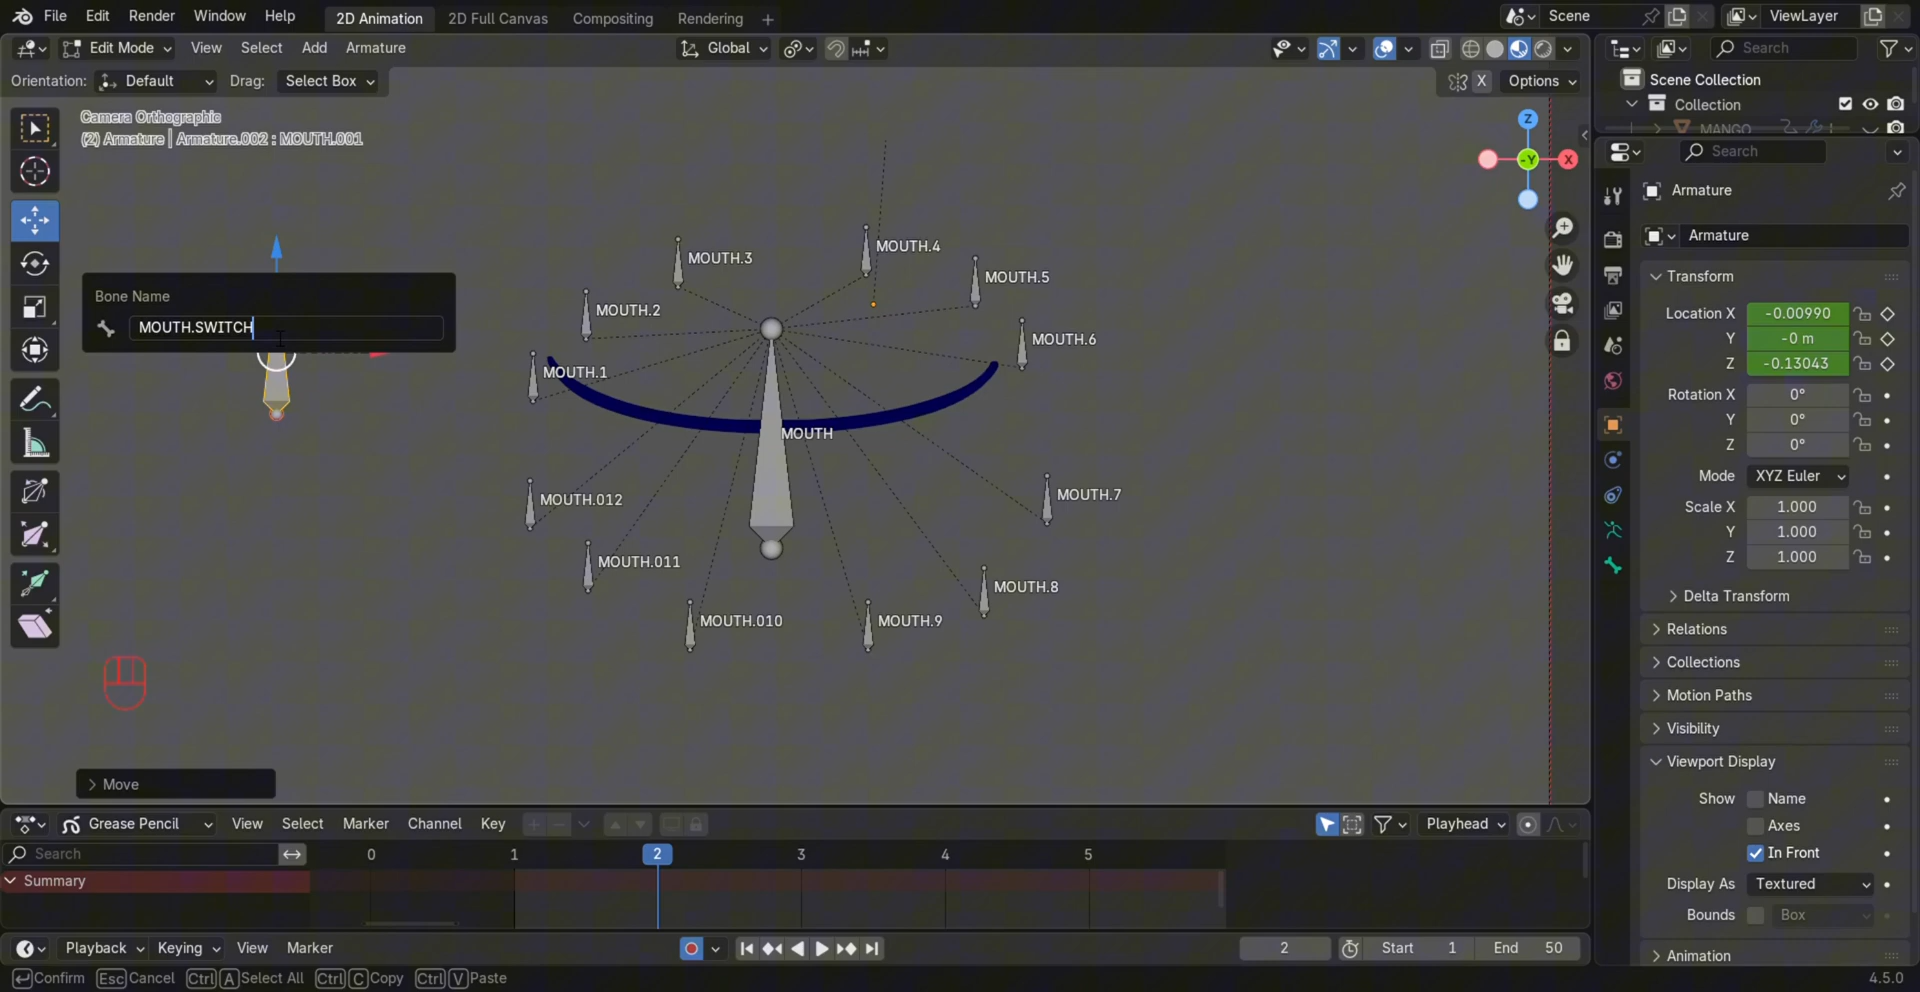 File Edit Render Window Help 2D Animation 2D Full Canvas Compositing Rendering + Scene ViewLayer
Edit Mode View Select Add Armature Global Search
Orientation: Default Drag: Select Box X Options
Scene Collection
Collection
MANGO
Camera Orthographic
(2) Armature | Armature.002 : MOUTH.001
Z
-Y
X
Search
Armature
Armature
Bone Name
MOUTH.SWITCH
MOUTH.3
MOUTH.4
MOUTH.5
MOUTH.2
MOUTH.6
MOUTH.1
MOUTH
MOUTH.012
MOUTH.7
MOUTH.011
MOUTH.8
MOUTH.010
MOUTH.9
Move
Transform
Location X -0.00990
Y -0 m
Z -0.13043
Rotation X 0°
Y 0°
Z 0°
Mode XYZ Euler
Scale X 1.000
Y 1.000
Z 1.000
Delta Transform
Relations
Collections
Motion Paths
Visibility
Viewport Display
Show Name
Axes
In Front
Display As Textured
Bounds Box
Animation
Grease Pencil View Select Marker Channel Key Playhead
Search 0 1 2 3 4 5
Summary
Playback Keying View Marker 2 Start 1 End 50
Confirm Esc Cancel Ctrl A Select All Ctrl C Copy Ctrl V Paste 4.5.0